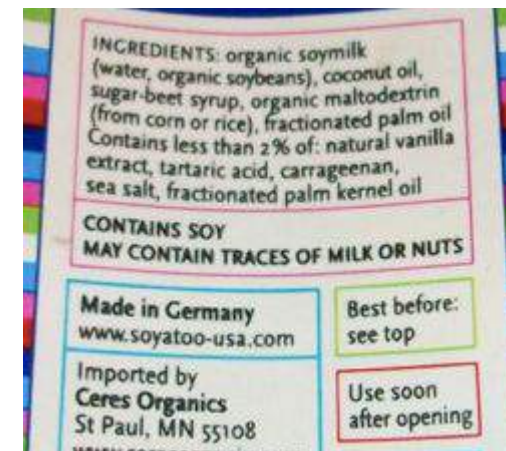 INGREDIENTS: organic soymilk
(water, organic soybeans), coconut oil,
sugar-beet syrup, organic maltodextrin
(from corn or rice), fractionated palm oil
Contains less than 2% of: natural vanilla
extract, tartaric acid, carrageenan,
sea salt, fractionated palm kernel oil
CONTAINS SOY
MAY CONTAIN TRACES OF MILK OR NUTS
Made in Germany
www.soyatoo-usa.com
Best before:
see top
Imported by
Ceres Organics
St Paul, MN 55108
Use soon
after opening